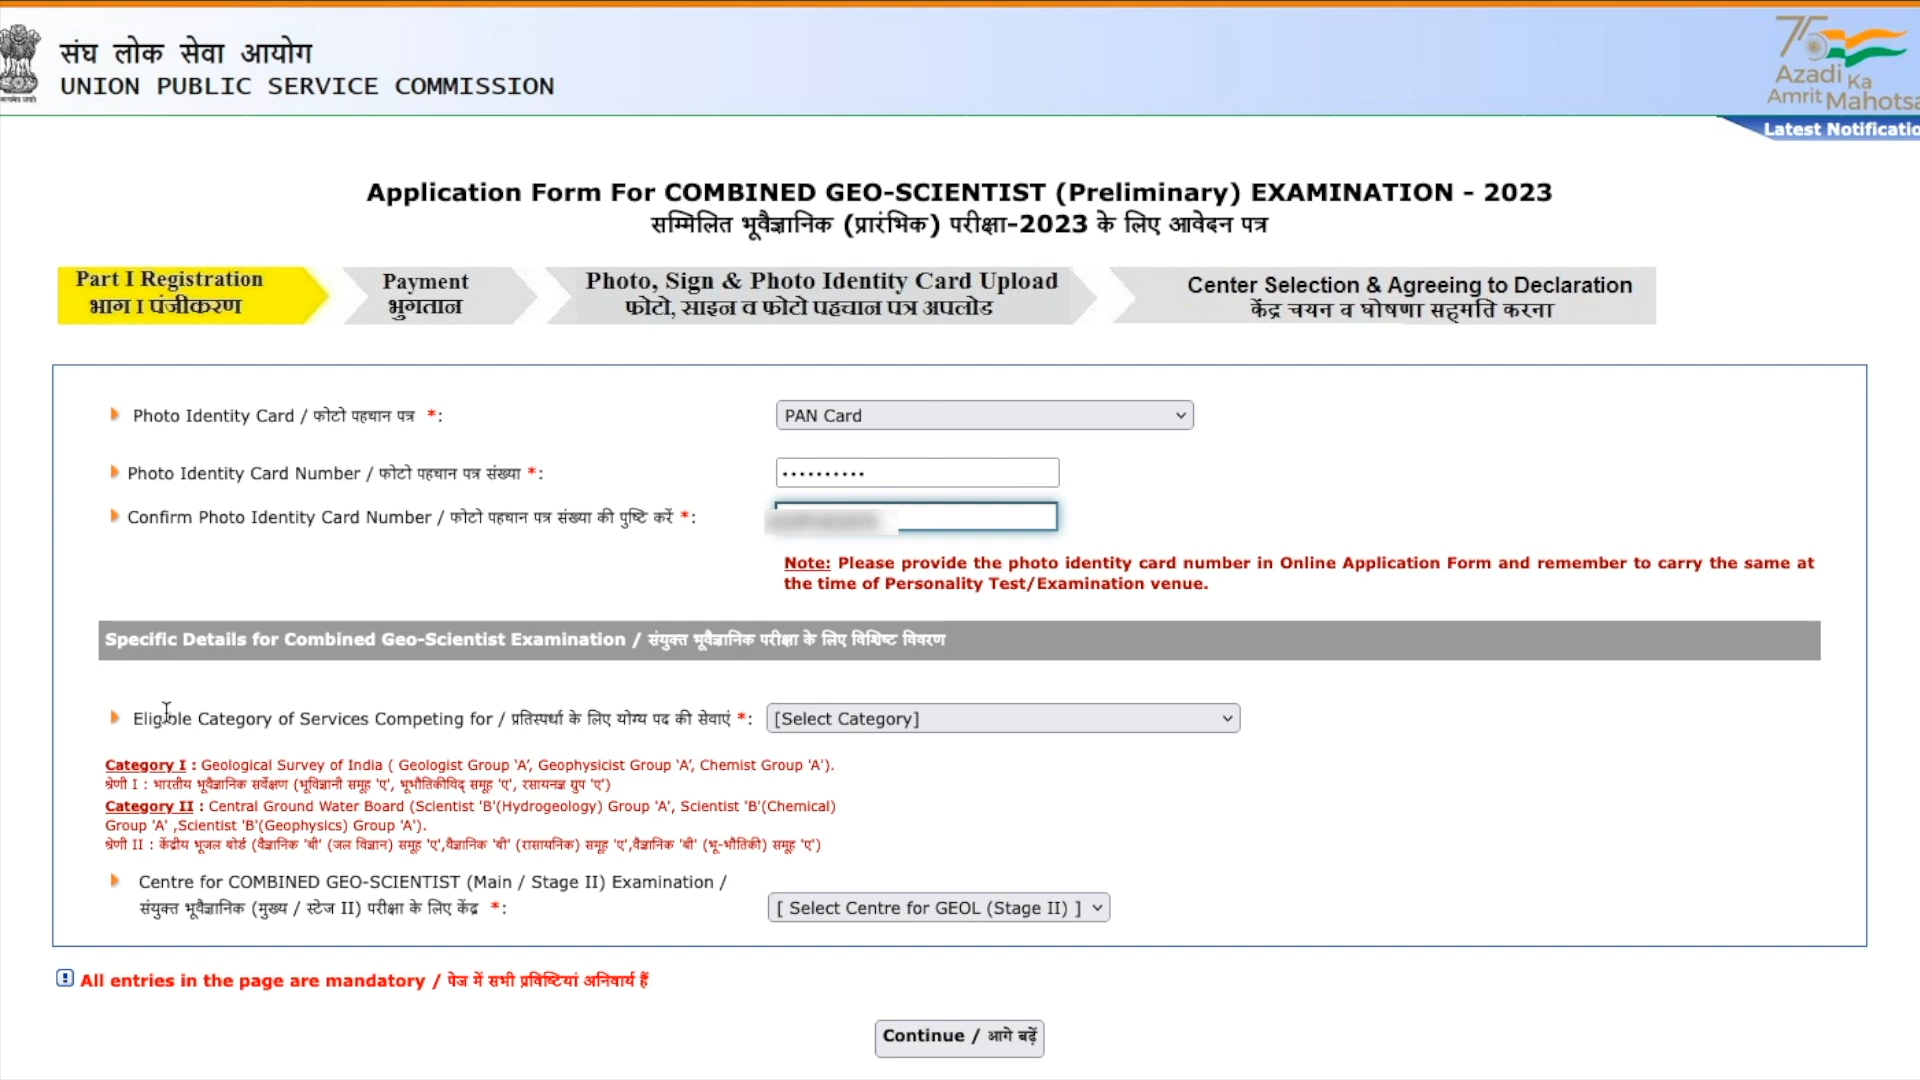 संघ लोक सेवा आयोग
UNION PUBLIC SERVICE COMMISSION
75
Azadi Ka
Amrit Mahotsa
Latest Notificatio
Application Form For COMBINED GEO-SCIENTIST (Preliminary) EXAMINATION - 2023
सम्मिलित भूवैज्ञानिक (प्रारंभिक) परीक्षा-2023 के लिए आवेदन पत्र
Part I Registration
भाग I पंजीकरण
Payment
भुगतान
Photo, Sign & Photo Identity Card Upload
फोटो, साइन व फोटो पहचान पत्र अपलोड
Center Selection & Agreeing to Declaration
केंद्र चयन व घोषणा सहमति करना
Photo Identity Card / फोटो पहचान पत्र *:
PAN Card
Photo Identity Card Number / फोटो पहचान पत्र संख्या *:
Confirm Photo Identity Card Number / फोटो पहचान पत्र संख्या की पुष्टि करें *:
Note: Please provide the photo identity card number in Online Application Form and remember to carry the same at
the time of Personality Test/Examination venue.
Specific Details for Combined Geo-Scientist Examination / संयुक्त भूवैज्ञानिक परीक्षा के लिए विशिष्ट विवरण
Eligible Category of Services Competing for / प्रतिस्पर्धा के लिए योग्य पद की सेवाएं *: [Select Category]
Category I : Geological Survey of India ( Geologist Group 'A', Geophysicist Group 'A', Chemist Group 'A').
श्रेणी I : भारतीय भूवैज्ञानिक सर्वेक्षण (भूविज्ञानी समूह 'ए', भूभौतिकीविद् समूह 'ए', रसायनज्ञ ग्रुप 'ए')
Category II : Central Ground Water Board (Scientist 'B'(Hydrogeology) Group 'A', Scientist 'B'(Chemical)
Group 'A' ,Scientist 'B'(Geophysics) Group 'A').
श्रेणी II : केंद्रीय भूजल बोर्ड (वैज्ञानिक 'बी' (जल विज्ञान) समूह 'ए',वैज्ञानिक 'बी' (रासायनिक) समूह 'ए',वैज्ञानिक 'बी' (भू-भौतिकी) समूह 'ए')
Centre for COMBINED GEO-SCIENTIST (Main / Stage II) Examination /
संयुक्त भूवैज्ञानिक (मुख्य / स्टेज II) परीक्षा के लिए केंद्र *:
[ Select Centre for GEOL (Stage II) ]
All entries in the page are mandatory / पेज में सभी प्रविष्टियां अनिवार्य हैं
Continue / आगे बढ़ें